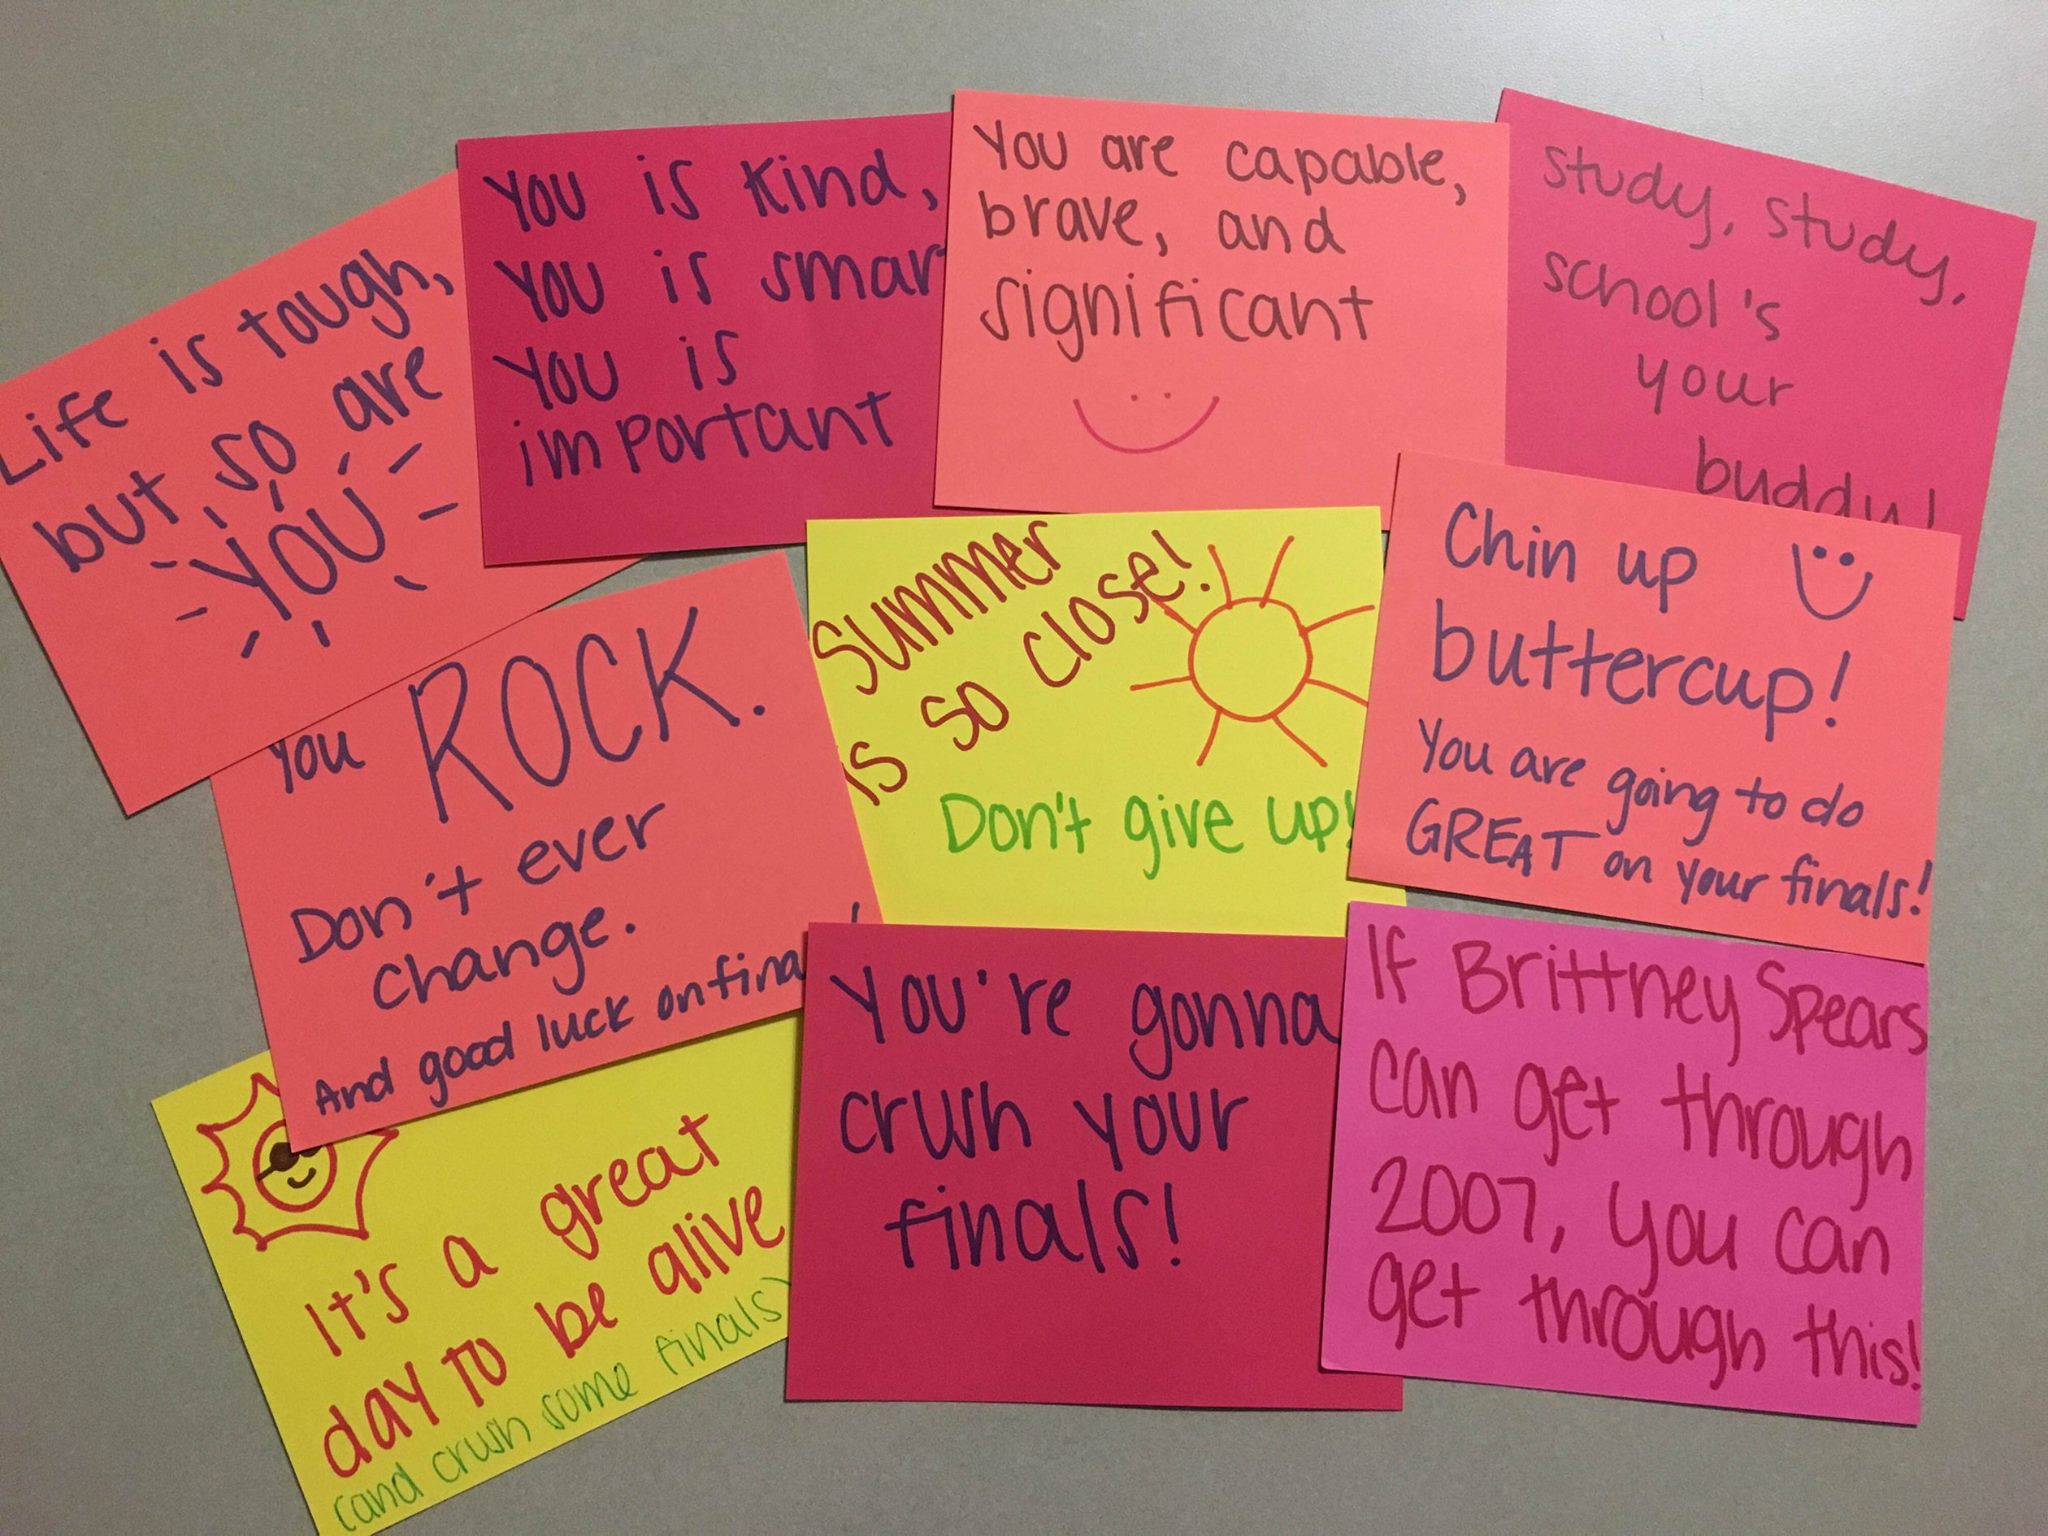 Life is tough,
but so are
YOU
You is kind,
You is smar
You is
important
You are capable,
brave, and
significant
study, study,
school's
your
buddy!
You ROCK.
Don't ever
change.
And good luck on fina
Summer
is so close!
Don't give up!
Chin up
buttercup!
You are going to do
GREAT on your finals!
It's a great
day to be alive
(and crush some finals)
You're gonna
crush your
finals!
If Brittney Spears
can get through
2007, you can
get through this!